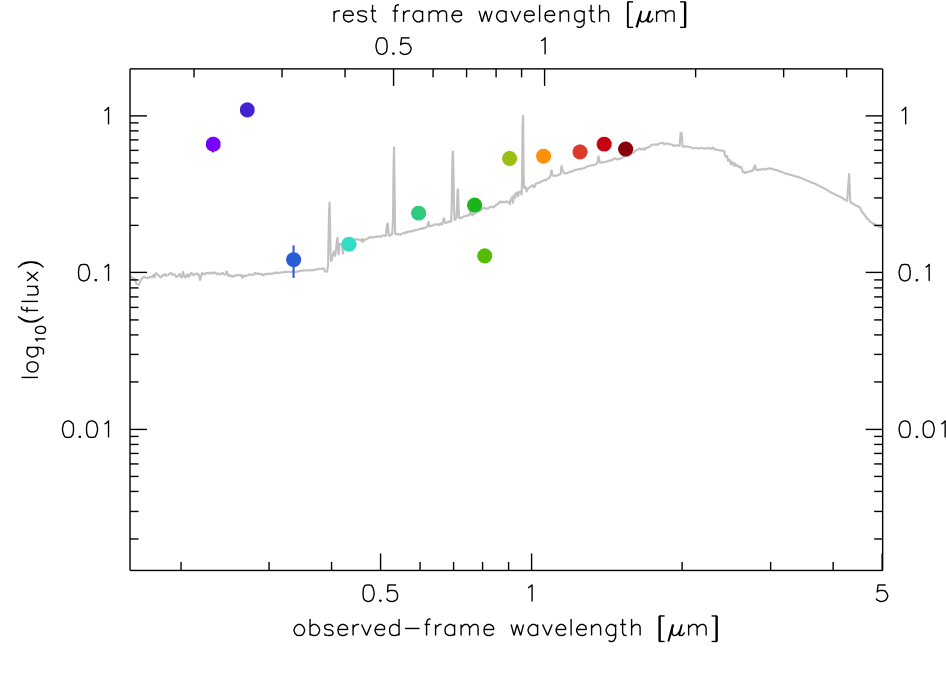 rest frame wavelength [μm]
0.5 1
1 1
0.1 0.1
0.01 0.01
log10(flux)
0.5 1 5
observed-frame wavelength [μm]